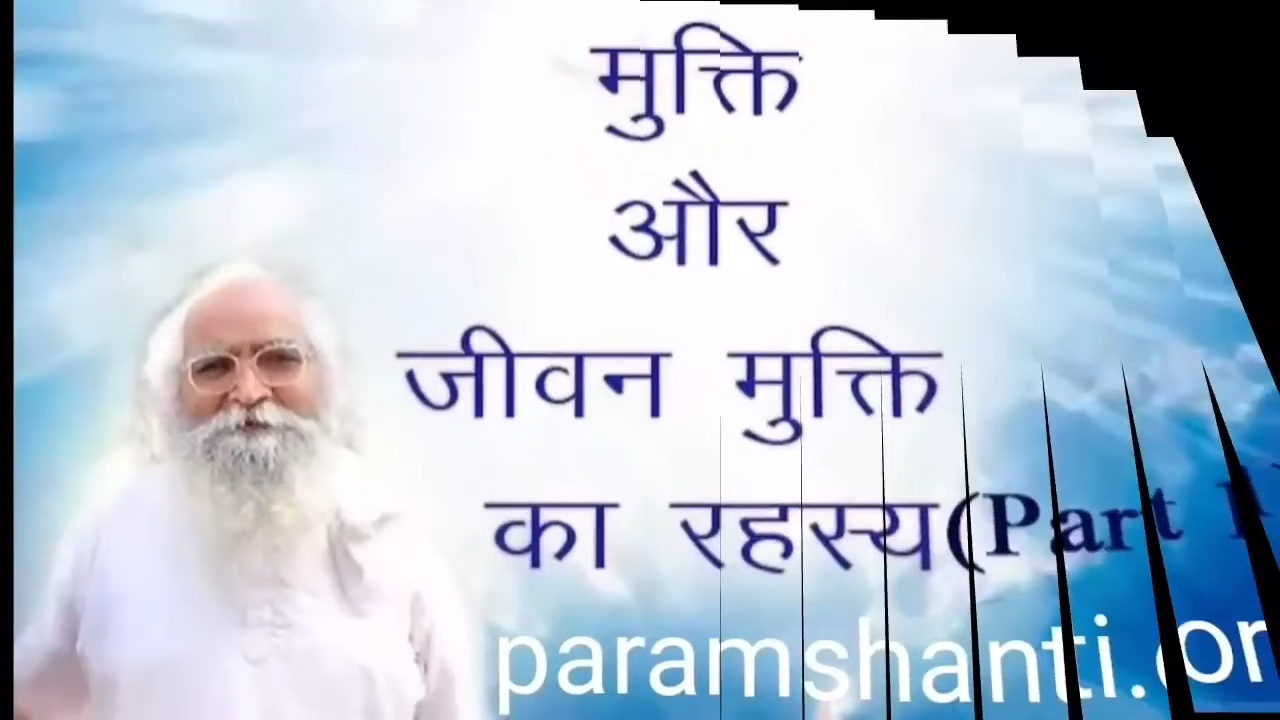 मुक्ति
और
जीवन मुक्ति
का रहस्य(Part
paramshanti.or